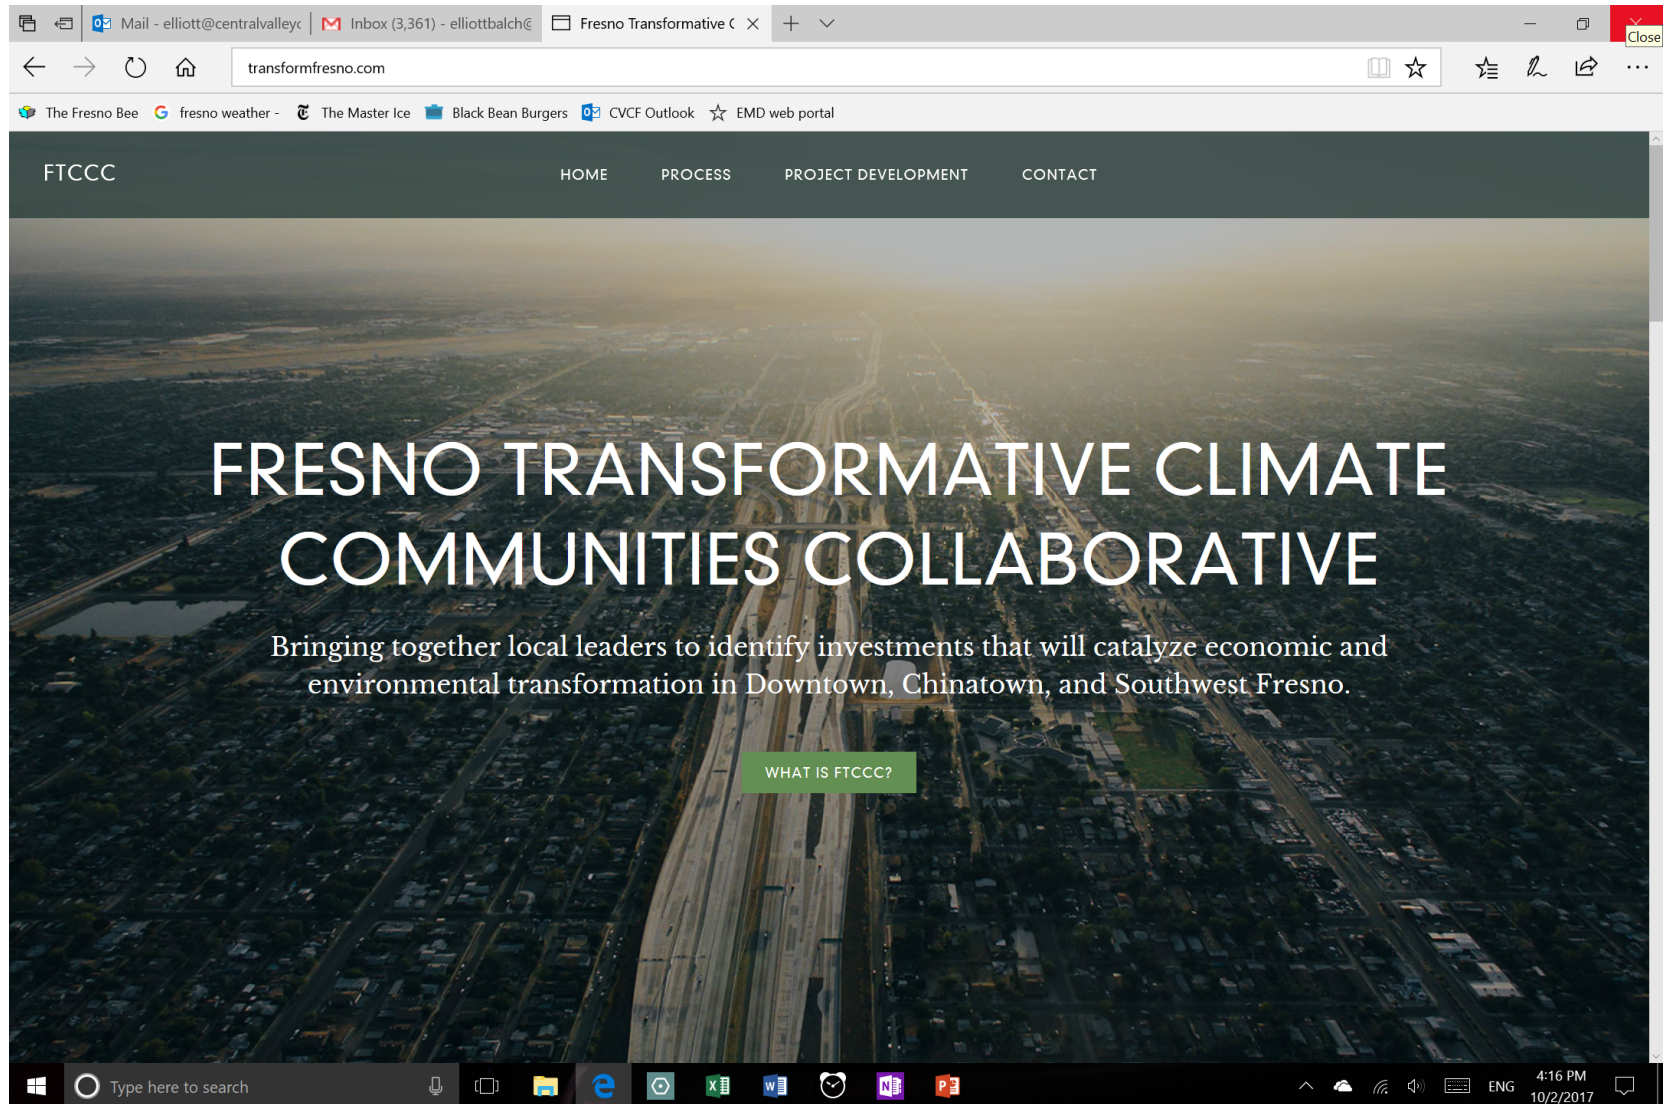 Mail - elliott@centralvalleyc
Inbox (3,361) - elliottbalch@
Fresno Transformative C
Close
transformfresno.com
The Fresno Bee
fresno weather -
The Master Ice
Black Bean Burgers
CVCF Outlook
EMD web portal
FTCCC
HOME
PROCESS
PROJECT DEVELOPMENT
CONTACT
FRESNO TRANSFORMATIVE CLIMATE
COMMUNITIES COLLABORATIVE
Bringing together local leaders to identify investments that will catalyze economic and
environmental transformation in Downtown, Chinatown, and Southwest Fresno.
WHAT IS FTCCC?
Type here to search
ENG
4:16 PM
10/2/2017